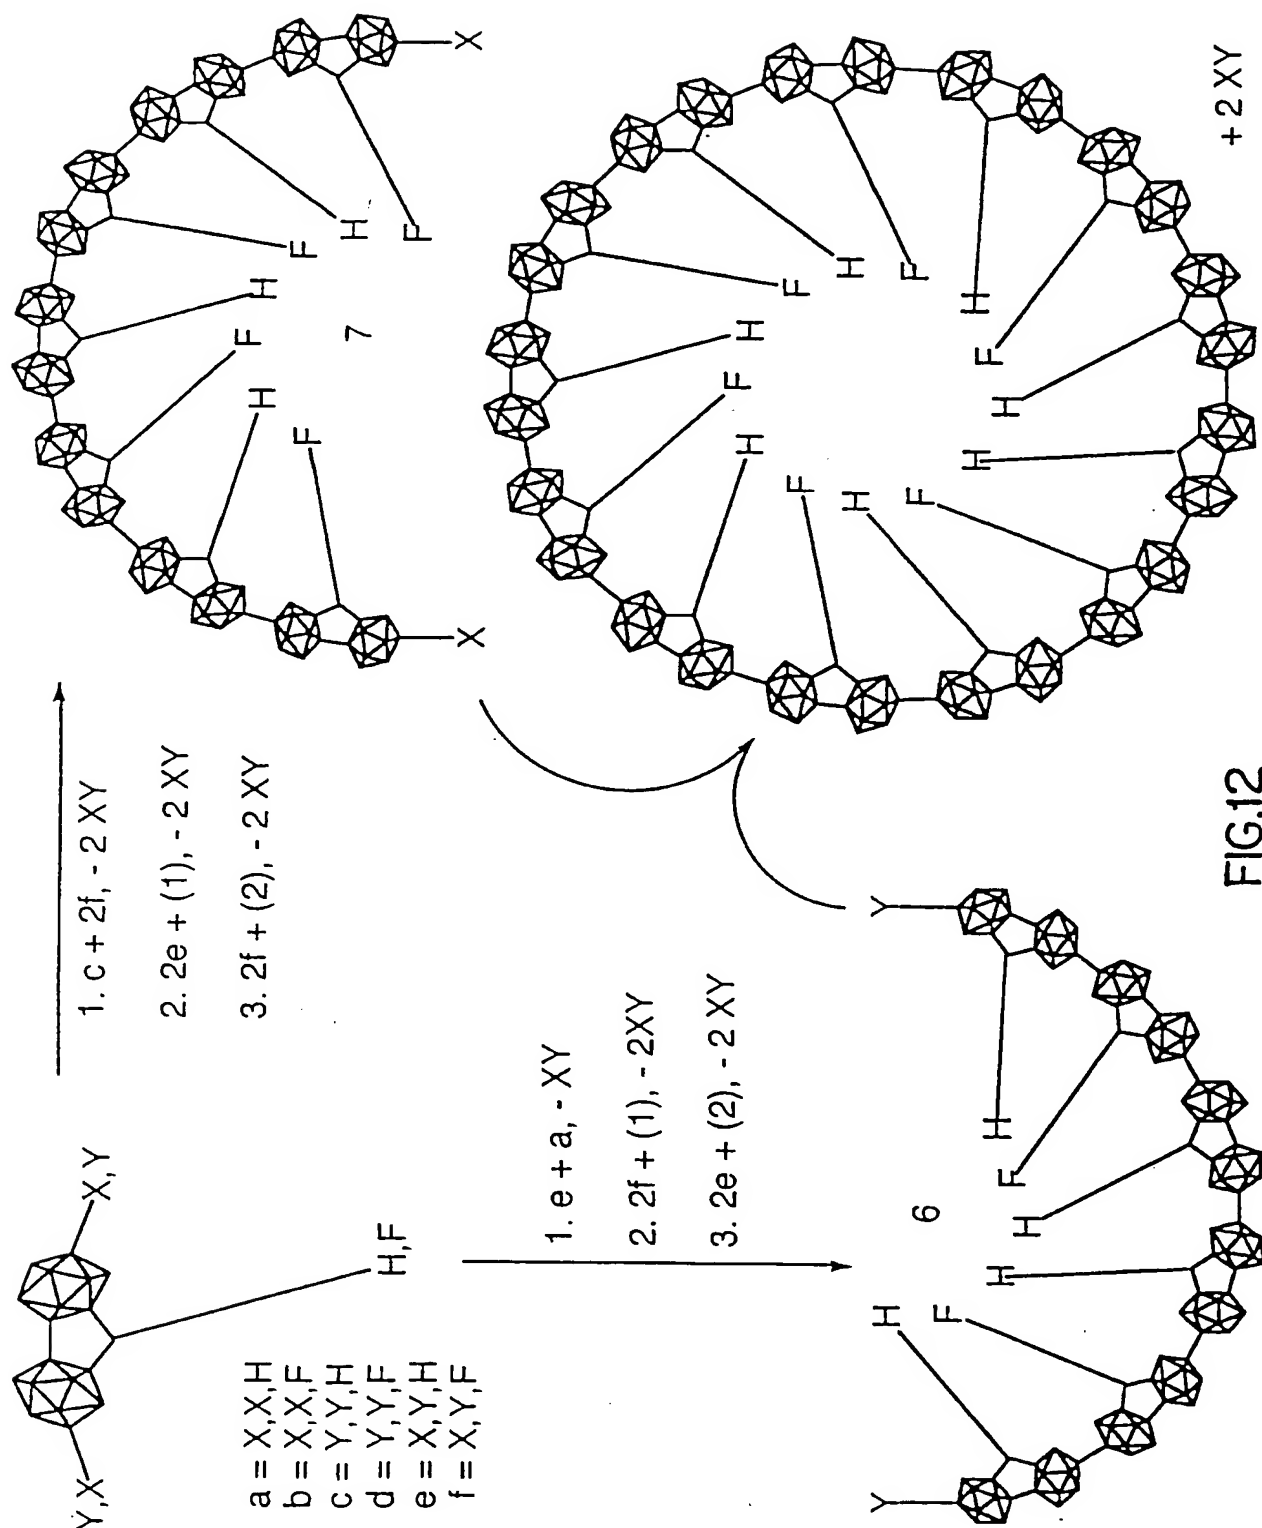 Y,X
X,Y
H,F
a = X,X,H
b = X,X,F
c = Y,Y,H
d = Y,Y,F
e = X,Y,H
f = X,Y,F
1. c + 2f, - 2 XY
2. 2e + (1), - 2 XY
3. 2f + (2), - 2 XY
X
F
H
F
H
F
H
F
X
7
1. e + a, - XY
2. 2f + (1), - 2XY
3. 2e + (2), - 2 XY
Y
H
F
H
H
F
H
Y
6
H
F
H
F
H
F
H
F
H
F
H
H
F
+ 2 XY
FIG.12